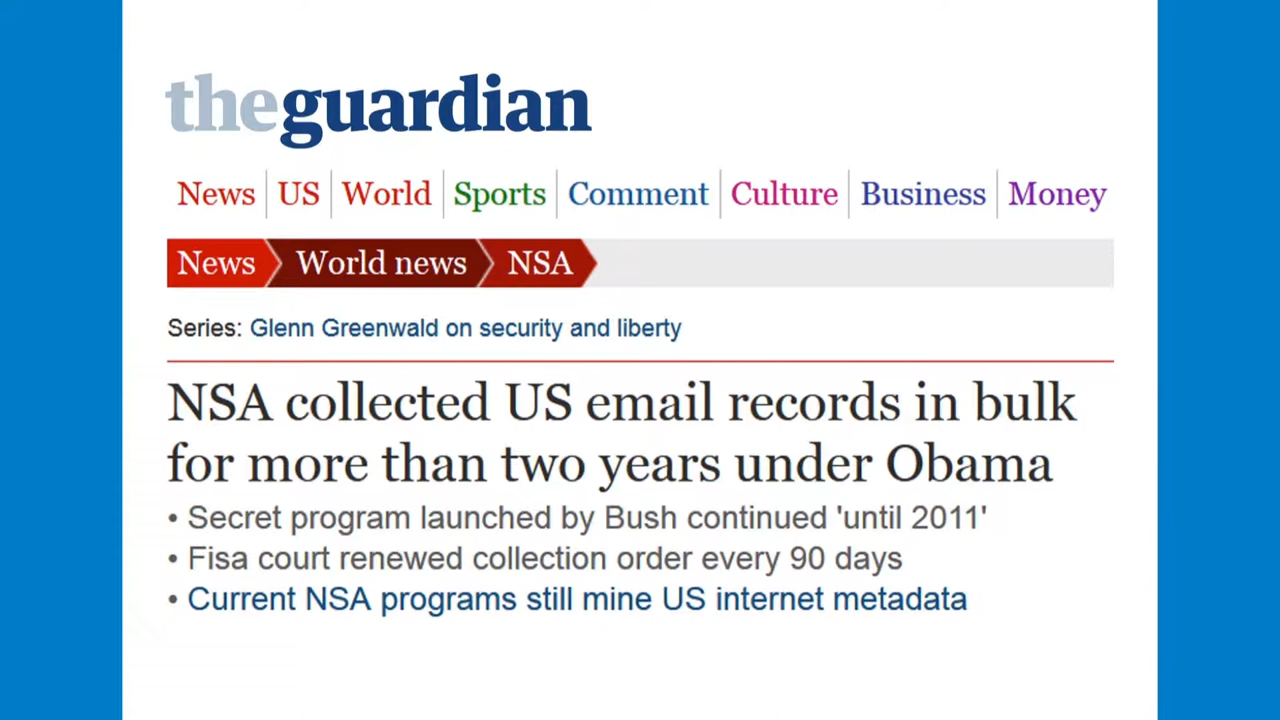 theguardian
News US World Sports Comment Culture Business Money
News World news NSA
Series: Glenn Greenwald on security and liberty
NSA collected US email records in bulk
for more than two years under Obama
• Secret program launched by Bush continued 'until 2011'
• Fisa court renewed collection order every 90 days
• Current NSA programs still mine US internet metadata